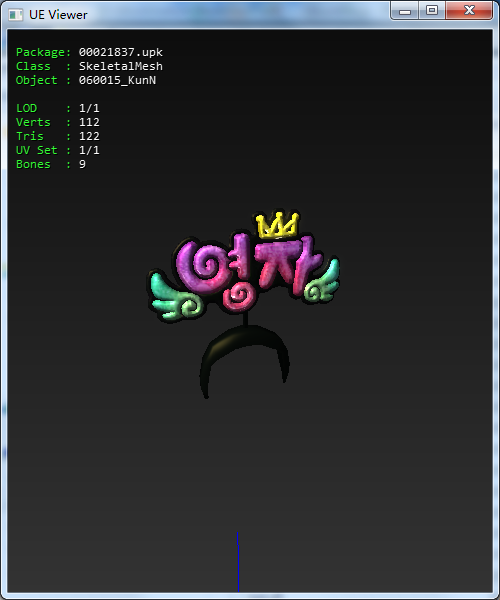 UE Viewer
Package: 00021837.upk
Class : SkeletalMesh
Object : 060015_KunN
LOD : 1/1
Verts : 112
Tris : 122
UV Set : 1/1
Bones : 9
영자